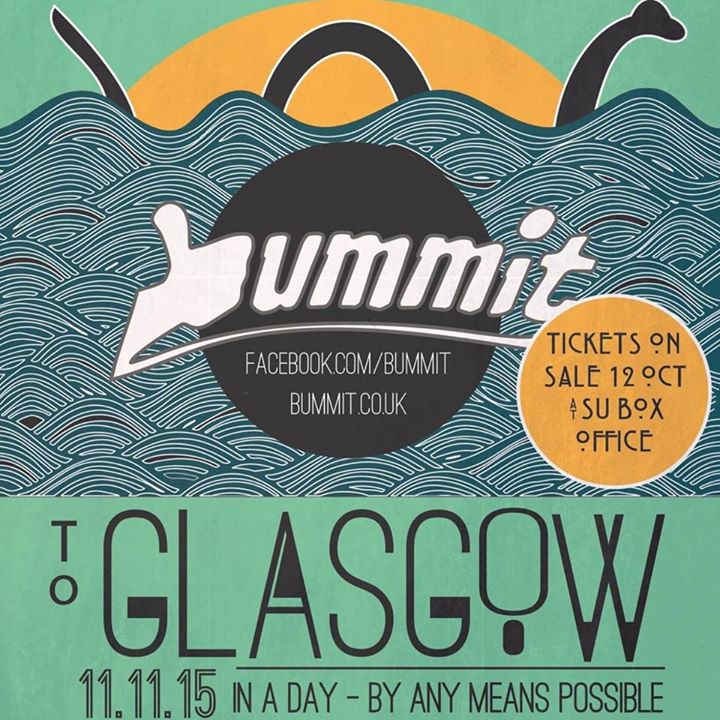 bummit
FACEBOOK.COM/BUMMIT
BUMMIT.CO.UK
TICKETS ON
SALE 12 OCT
AT SU BOX
OFFICE
TO GLASGOW
11.11.15 IN A DAY – BY ANY MEANS POSSIBLE